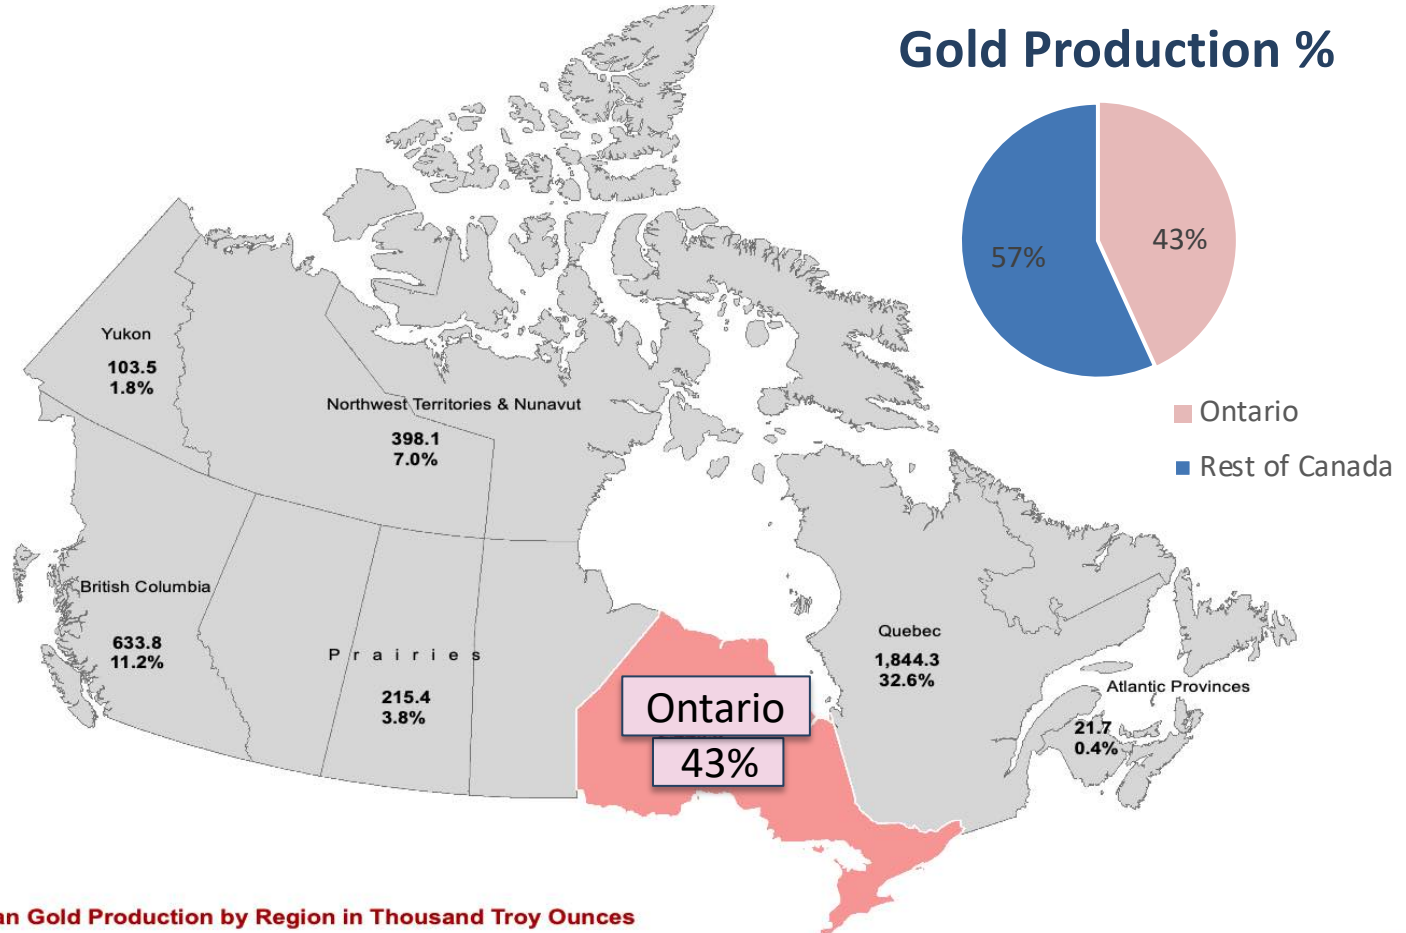 Gold Production %
57%
43%
Ontario
Rest of Canada
Yukon
103.5
1.8%
Northwest Territories & Nunavut
398.1
7.0%
British Columbia
633.8
11.2%
Prairies
215.4
3.8%
Ontario
43%
Quebec
1,844.3
32.6%
Atlantic Provinces
21.7
0.4%
an Gold Production by Region in Thousand Troy Ounces